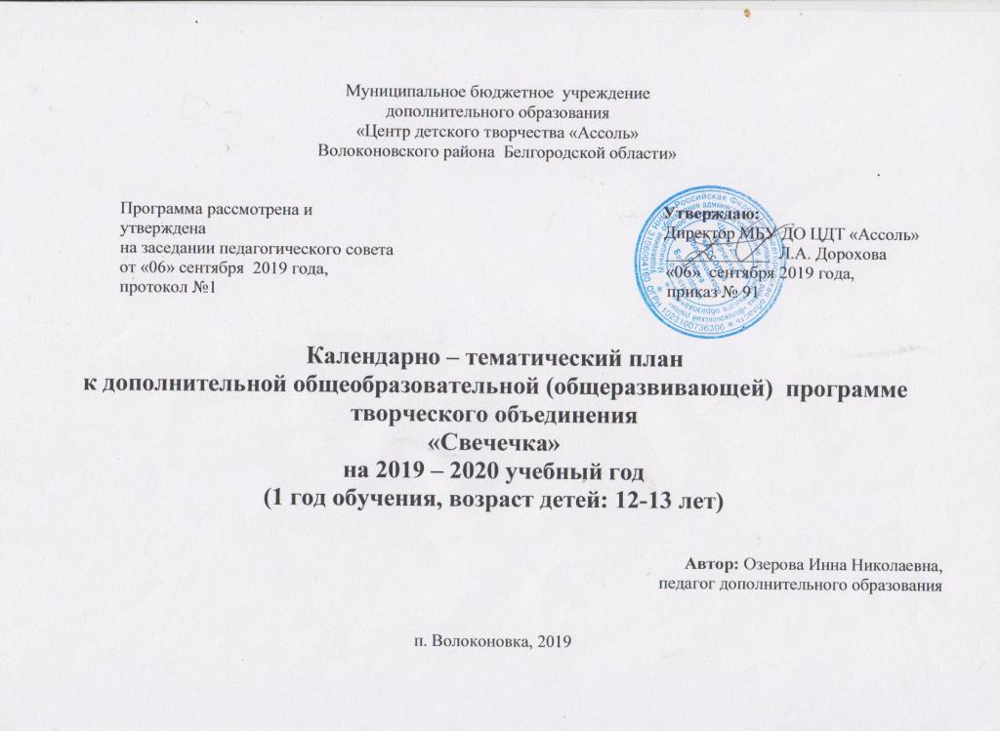 Муниципальное бюджетное учреждение
дополнительного образования
«Центр детского творчества «Ассоль»
Волоконовского района Белгородской области»
Программа рассмотрена и
утверждена
на заседании педагогического совета
от «06» сентября 2019 года,
протокол №1
Утверждаю:
Директор МБУ ДО ЦДТ «Ассоль»
Л.А. Дорохова
«06» сентября 2019 года,
приказ № 91
Календарно – тематический план
к дополнительной общеобразовательной (общеразвивающей) программе
творческого объединения
«Свечечка»
на 2019 – 2020 учебный год
(1 год обучения, возраст детей: 12-13 лет)
Автор: Озерова Инна Николаевна,
педагог дополнительного образования
п. Волоконовка, 2019